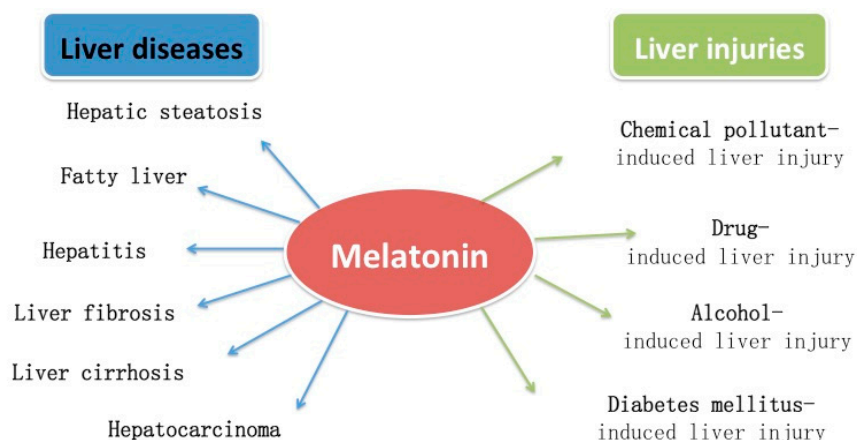 Liver diseases
Hepatic steatosis
Fatty liver
Hepatitis
Liver fibrosis
Liver cirrhosis
Hepatocarcinoma
Melatonin
Liver injuries
Chemical pollutant-
induced liver injury
Drug-
induced liver injury
Alcohol-
induced liver injury
Diabetes mellitus-
induced liver injury